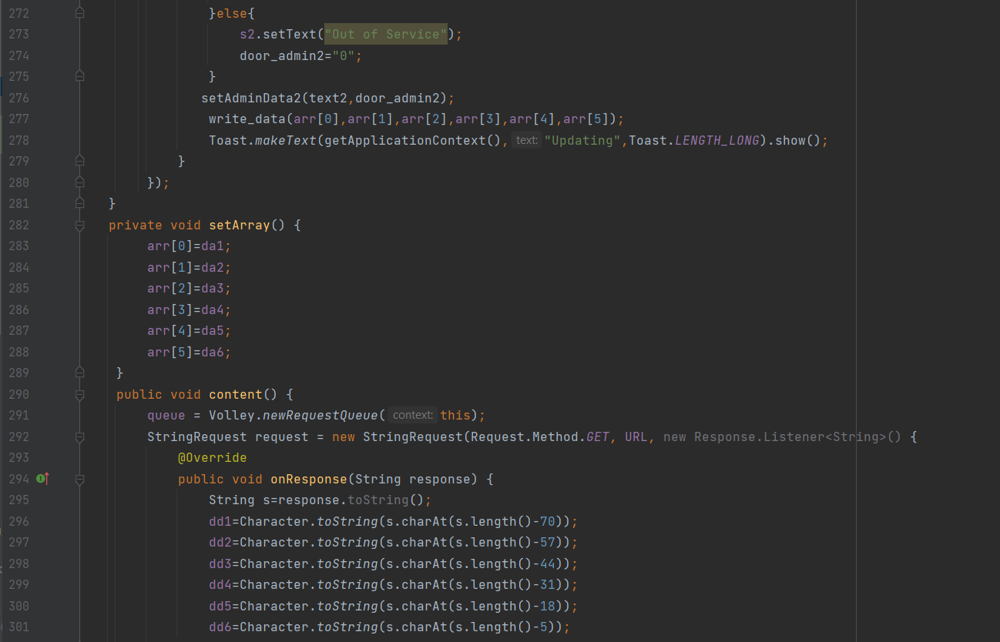 272 }else{
273 s2.setText("Out of Service");
274 door_admin2="0";
275 }
276 setAdminData2(text2,door_admin2);
277 write_data(arr[0],arr[1],arr[2],arr[3],arr[4],arr[5]);
278 Toast.makeText(getApplicationContext(), text: "Updating",Toast.LENGTH_LONG).show();
279 }
280 });
281 }
282 private void setArray() {
283 arr[0]=da1;
284 arr[1]=da2;
285 arr[2]=da3;
286 arr[3]=da4;
287 arr[4]=da5;
288 arr[5]=da6;
289 }
290 public void content() {
291 queue = Volley.newRequestQueue( context: this);
292 StringRequest request = new StringRequest(Request.Method.GET, URL, new Response.Listener<String>() {
293 @Override
294 public void onResponse(String response) {
295 String s=response.toString();
296 dd1=Character.toString(s.charAt(s.length()-70));
297 dd2=Character.toString(s.charAt(s.length()-57));
298 dd3=Character.toString(s.charAt(s.length()-44));
299 dd4=Character.toString(s.charAt(s.length()-31));
300 dd5=Character.toString(s.charAt(s.length()-18));
301 dd6=Character.toString(s.charAt(s.length()-5));